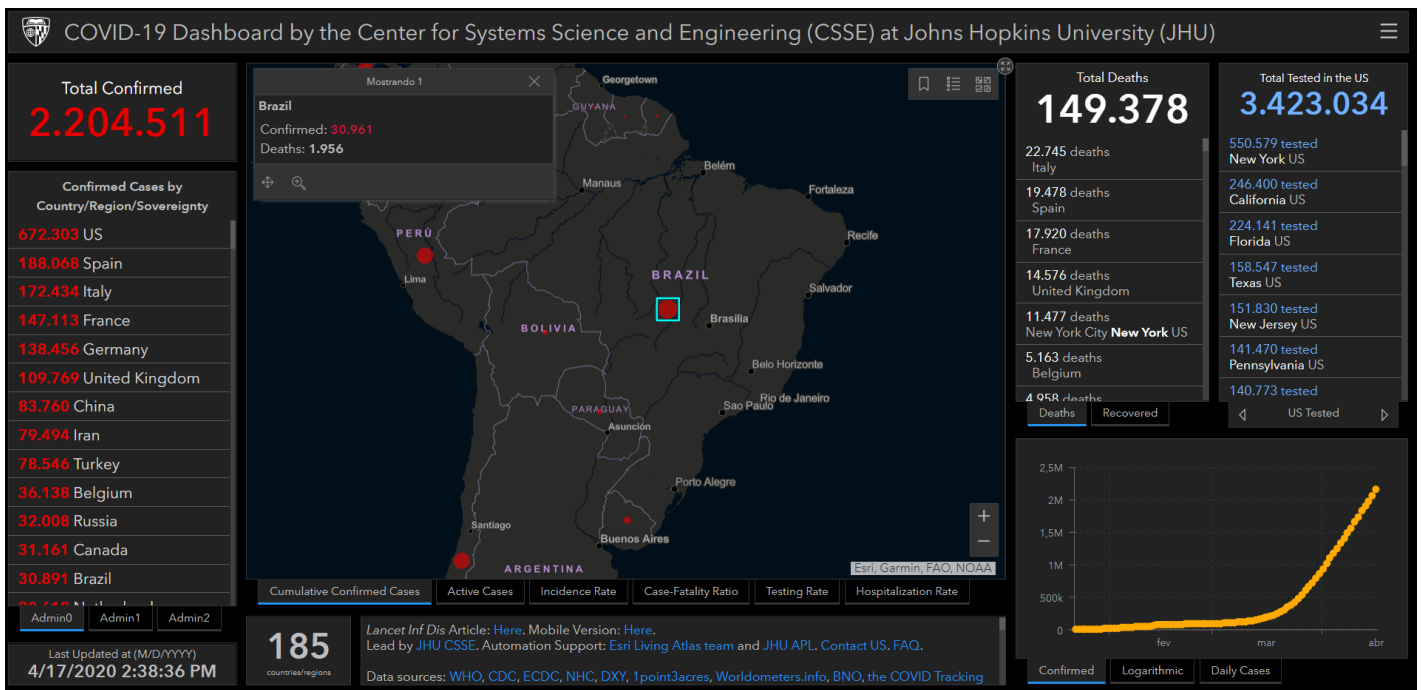 COVID-19 Dashboard by the Center for Systems Science and Engineering (CSSE) at Johns Hopkins University (JHU)
Total Confirmed
2.204.511
Confirmed Cases by
Country/Region/Sovereignty
672.303 US
188.068 Spain
172.434 Italy
147.113 France
138.456 Germany
109.769 United Kingdom
83.760 China
79.494 Iran
78.546 Turkey
36.138 Belgium
32.008 Russia
31.161 Canada
30.891 Brazil
Admin0
Admin1
Admin2
Last Updated at (M/D/YYYY)
4/17/2020 2:38:36 PM
Mostrando 1
Brazil
Confirmed: 30.961
Deaths: 1.956
Georgetown
GUYANA
Belém
Manaus
Fortaleza
PERÚ
Recife
BRAZIL
Lima
Salvador
Brasilia
BOLIVIA
Belo Horizonte
Rio de Janeiro
Sao Paulo
PARAGUAY
Asunción
Porto Alegre
Santiago
Buenos Aires
ARGENTINA
Esri, Garmin, FAO, NOAA
Cumulative Confirmed Cases
Active Cases
Incidence Rate
Case-Fatality Ratio
Testing Rate
Hospitalization Rate
185
countries/regions
Lancet Inf Dis Article: Here. Mobile Version: Here.
Lead by JHU CSSE. Automation Support: Esri Living Atlas team and JHU APL. Contact US. FAQ.
Data sources: WHO, CDC, ECDC, NHC, DXY, 1point3acres, Worldometers.info, BNO, the COVID Tracking
Total Deaths
149.378
22.745 deaths
Italy
19.478 deaths
Spain
17.920 deaths
France
14.576 deaths
United Kingdom
11.477 deaths
New York City New York US
5.163 deaths
Belgium
4.958 deaths
Deaths
Recovered
Total Tested in the US
3.423.034
550.579 tested
New York US
246.400 tested
California US
224.141 tested
Florida US
158.547 tested
Texas US
151.830 tested
New Jersey US
141.470 tested
Pennsylvania US
140.773 tested
US Tested
2,5M
2M
1,5M
1M
500k
0
fev
mar
abr
Confirmed
Logarithmic
Daily Cases